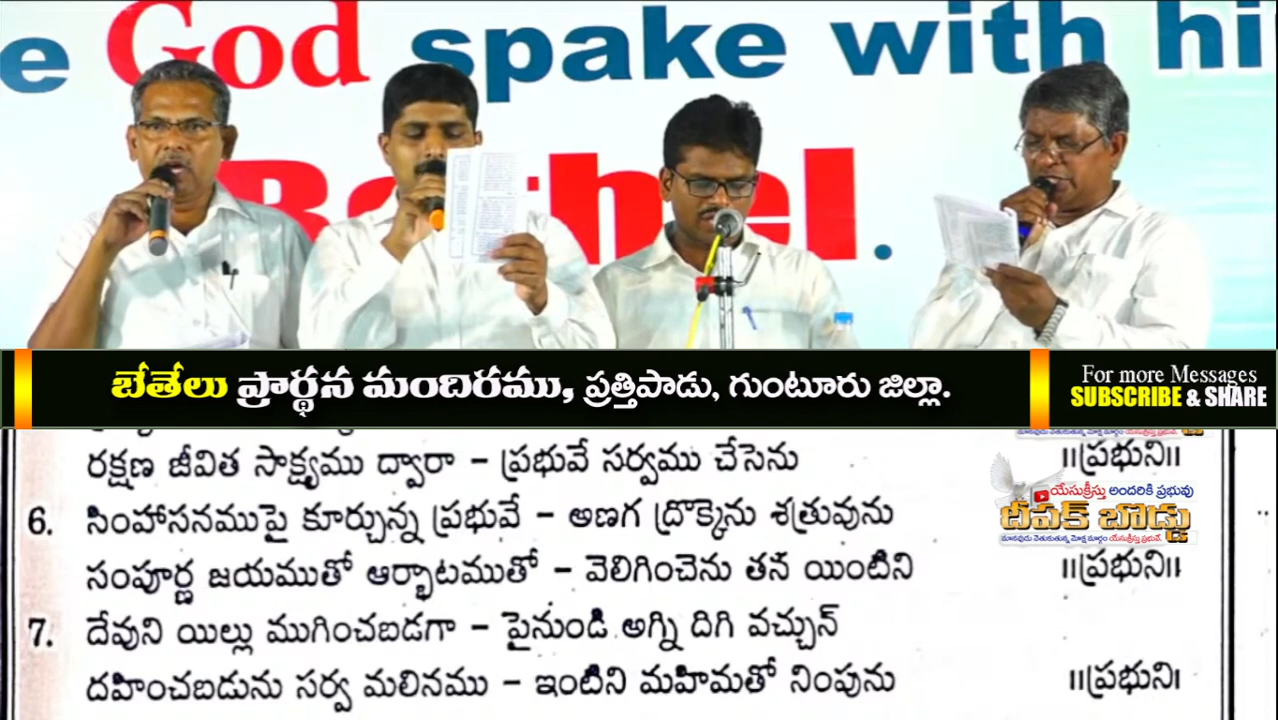 e God spake with hi
Bethel.
బేతేలు ప్రార్థన మందిరము, ప్రత్తిపాడు, గుంటూరు జిల్లా.
For more Messages
SUBSCRIBE & SHARE
రక్షణ జీవిత సాక్ష్యము ద్వారా – ప్రభువే సర్వము చేసెను ॥ప్రభుని॥
యేసుక్రీస్తు అందరికి ప్రభువు
దీపక్ బొడ్డు
మానవుడు వెతుకుతున్న మోక్ష మార్గం యేసుక్రీస్తు ప్రభువే.
6. సింహాసనముపై కూర్చున్న ప్రభువే – అణగ ద్రొక్కెను శత్రువును
సంపూర్ణ జయముతో ఆర్భాటముతో – వెలిగించెను తన యింటిని ॥ప్రభుని॥
7. దేవుని యిల్లు ముగించబడగా – పైనుండి అగ్ని దిగి వచ్చున్
దహించబడును సర్వ మలినము – ఇంటిని మహిమతో నింపును ॥ప్రభుని॥